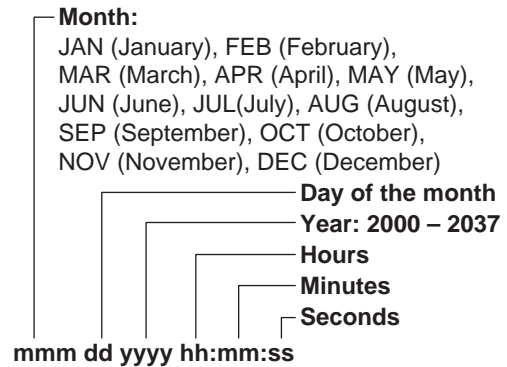 Month:
JAN (January), FEB (February),
MAR (March), APR (April), MAY (May),
JUN (June), JUL(July), AUG (August),
SEP (September), OCT (October),
NOV (November), DEC (December)
Day of the month
Year: 2000 – 2037
Hours
Minutes
Seconds
mmm dd yyyy hh:mm:ss